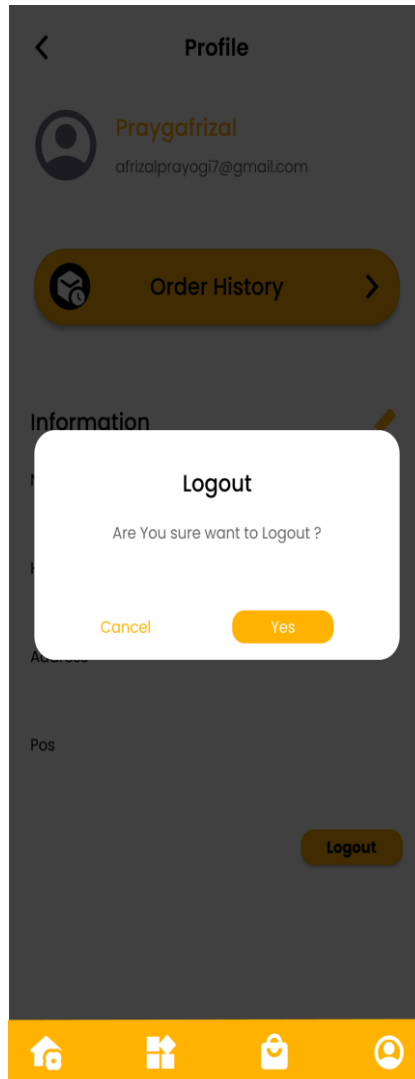 Profile
Praygafrizal
afrizalprayogi7@gmail.com
Order History
Information
Logout
Are You sure want to Logout ?
Cancel
Yes
Address
Pos
Logout